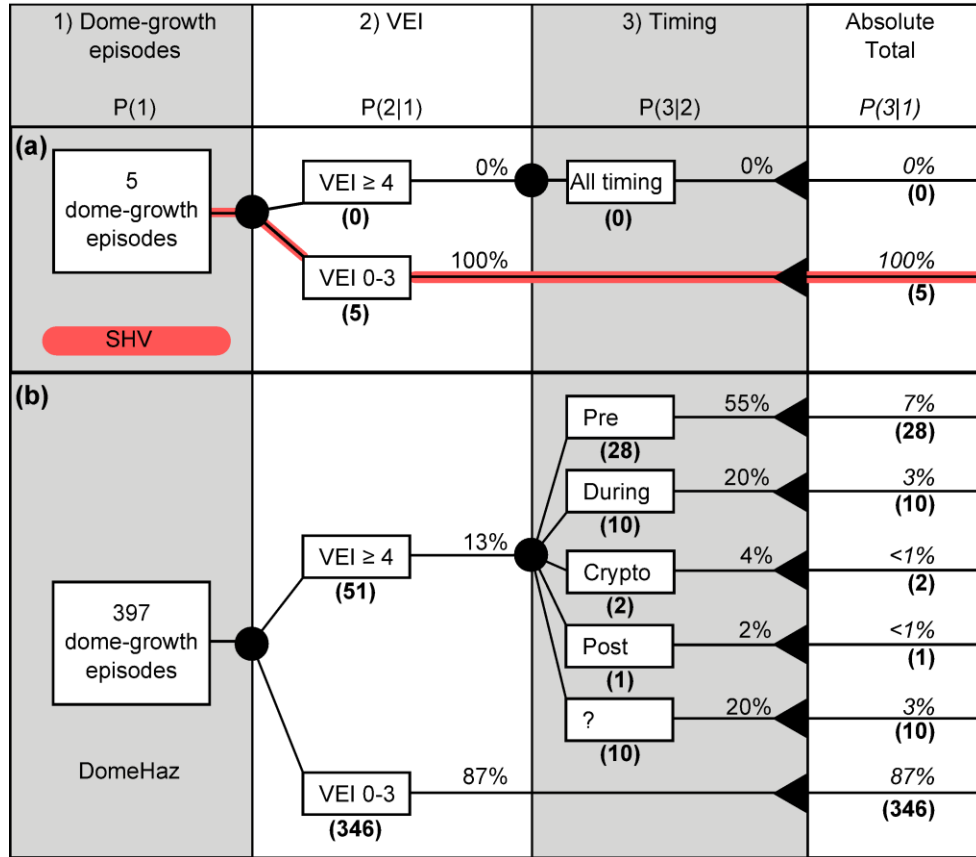 1) Dome-growth
episodes
P(1)
2) VEI
P(2|1)
3) Timing
P(3|2)
Absolute
Total
P(3|1)
(a)
5
dome-growth
episodes
SHV
VEI ≥ 4
(0)
0%
All timing
(0)
0%
0%
(0)
VEI 0-3
(5)
100%
100%
(5)
(b)
397
dome-growth
episodes
DomeHaz
VEI ≥ 4
(51)
13%
Pre
(28)
55%
7%
(28)
During
(10)
20%
3%
(10)
Crypto
(2)
4%
<1%
(2)
Post
(1)
2%
<1%
(1)
?
(10)
20%
3%
(10)
VEI 0-3
(346)
87%
87%
(346)